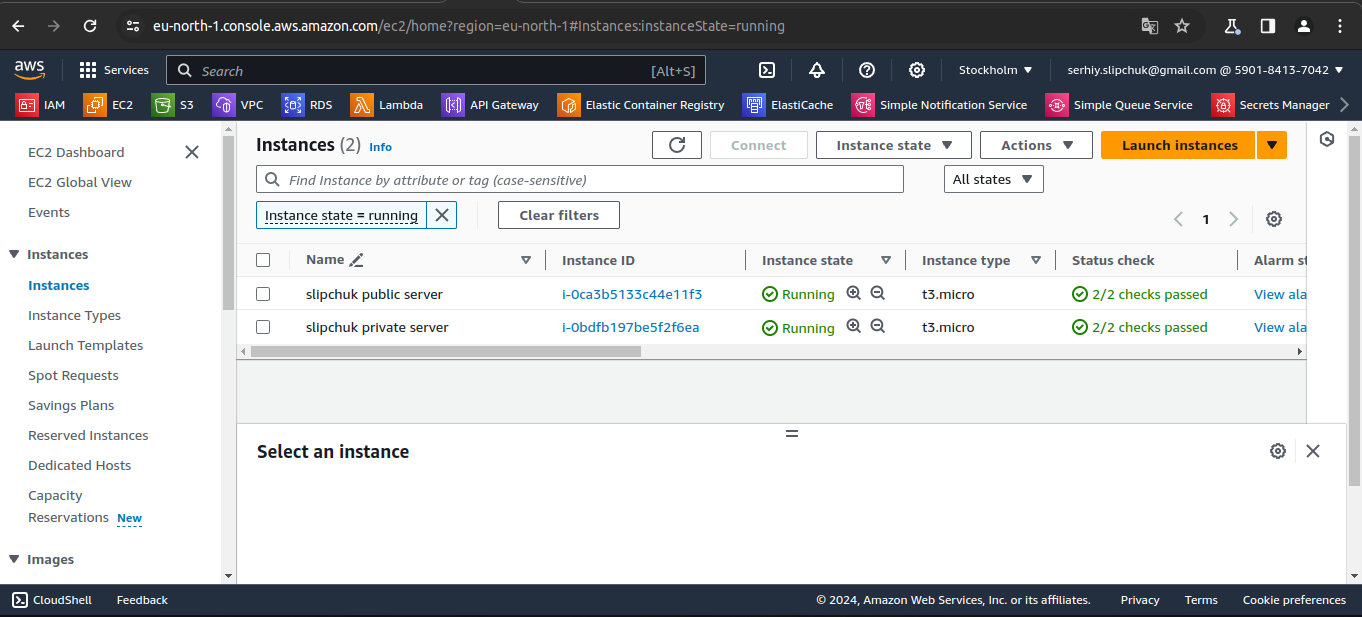 eu-north-1.console.aws.amazon.com/ec2/home?region=eu-north-1#Instances:instanceState=running
aws Services Search [Alt+S] Stockholm serhiy.slipchuk@gmail.com @ 5901-8413-7042
IAM EC2 S3 VPC RDS Lambda API Gateway Elastic Container Registry ElastiCache Simple Notification Service Simple Queue Service Secrets Manager
EC2 Dashboard
EC2 Global View
Events
Instances
Instances
Instance Types
Launch Templates
Spot Requests
Savings Plans
Reserved Instances
Dedicated Hosts
Capacity
Reservations New
Images
Instances (2) Info Connect Instance state Actions Launch instances
Find Instance by attribute or tag (case-sensitive) All states
Instance state = running Clear filters
1
Name Instance ID Instance state Instance type Status check Alarm st
slipchuk public server i-0ca3b5133c44e11f3 Running t3.micro 2/2 checks passed View ala
slipchuk private server i-0bdfb197be5f2f6ea Running t3.micro 2/2 checks passed View ala
Select an instance
CloudShell Feedback © 2024, Amazon Web Services, Inc. or its affiliates. Privacy Terms Cookie preferences